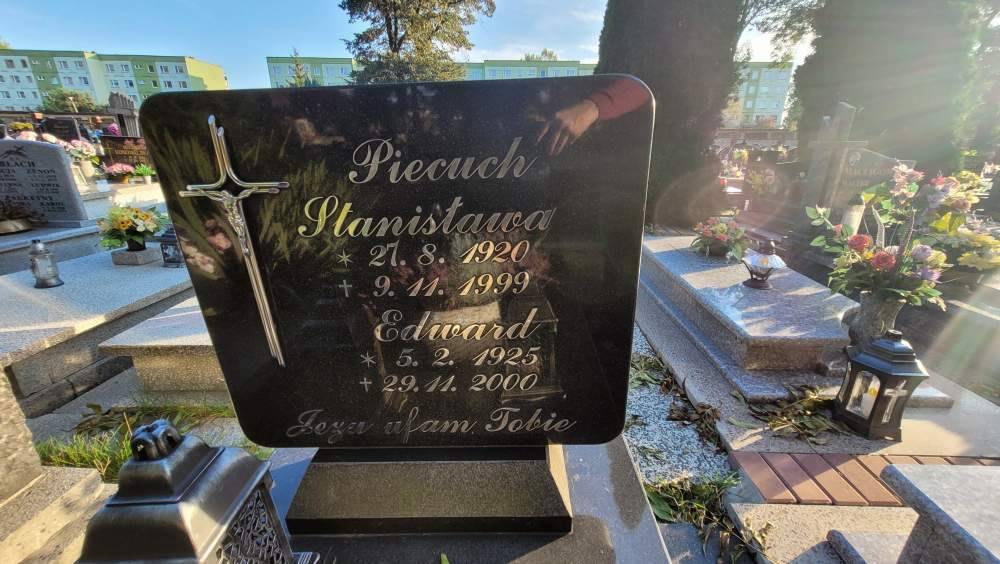 Piecuch
Stanisława
* 27. 8. 1920
† 9. 11. 1999
Edward
* 5. 2. 1925
† 29. 11. 2000
Jezu ufam Tobie